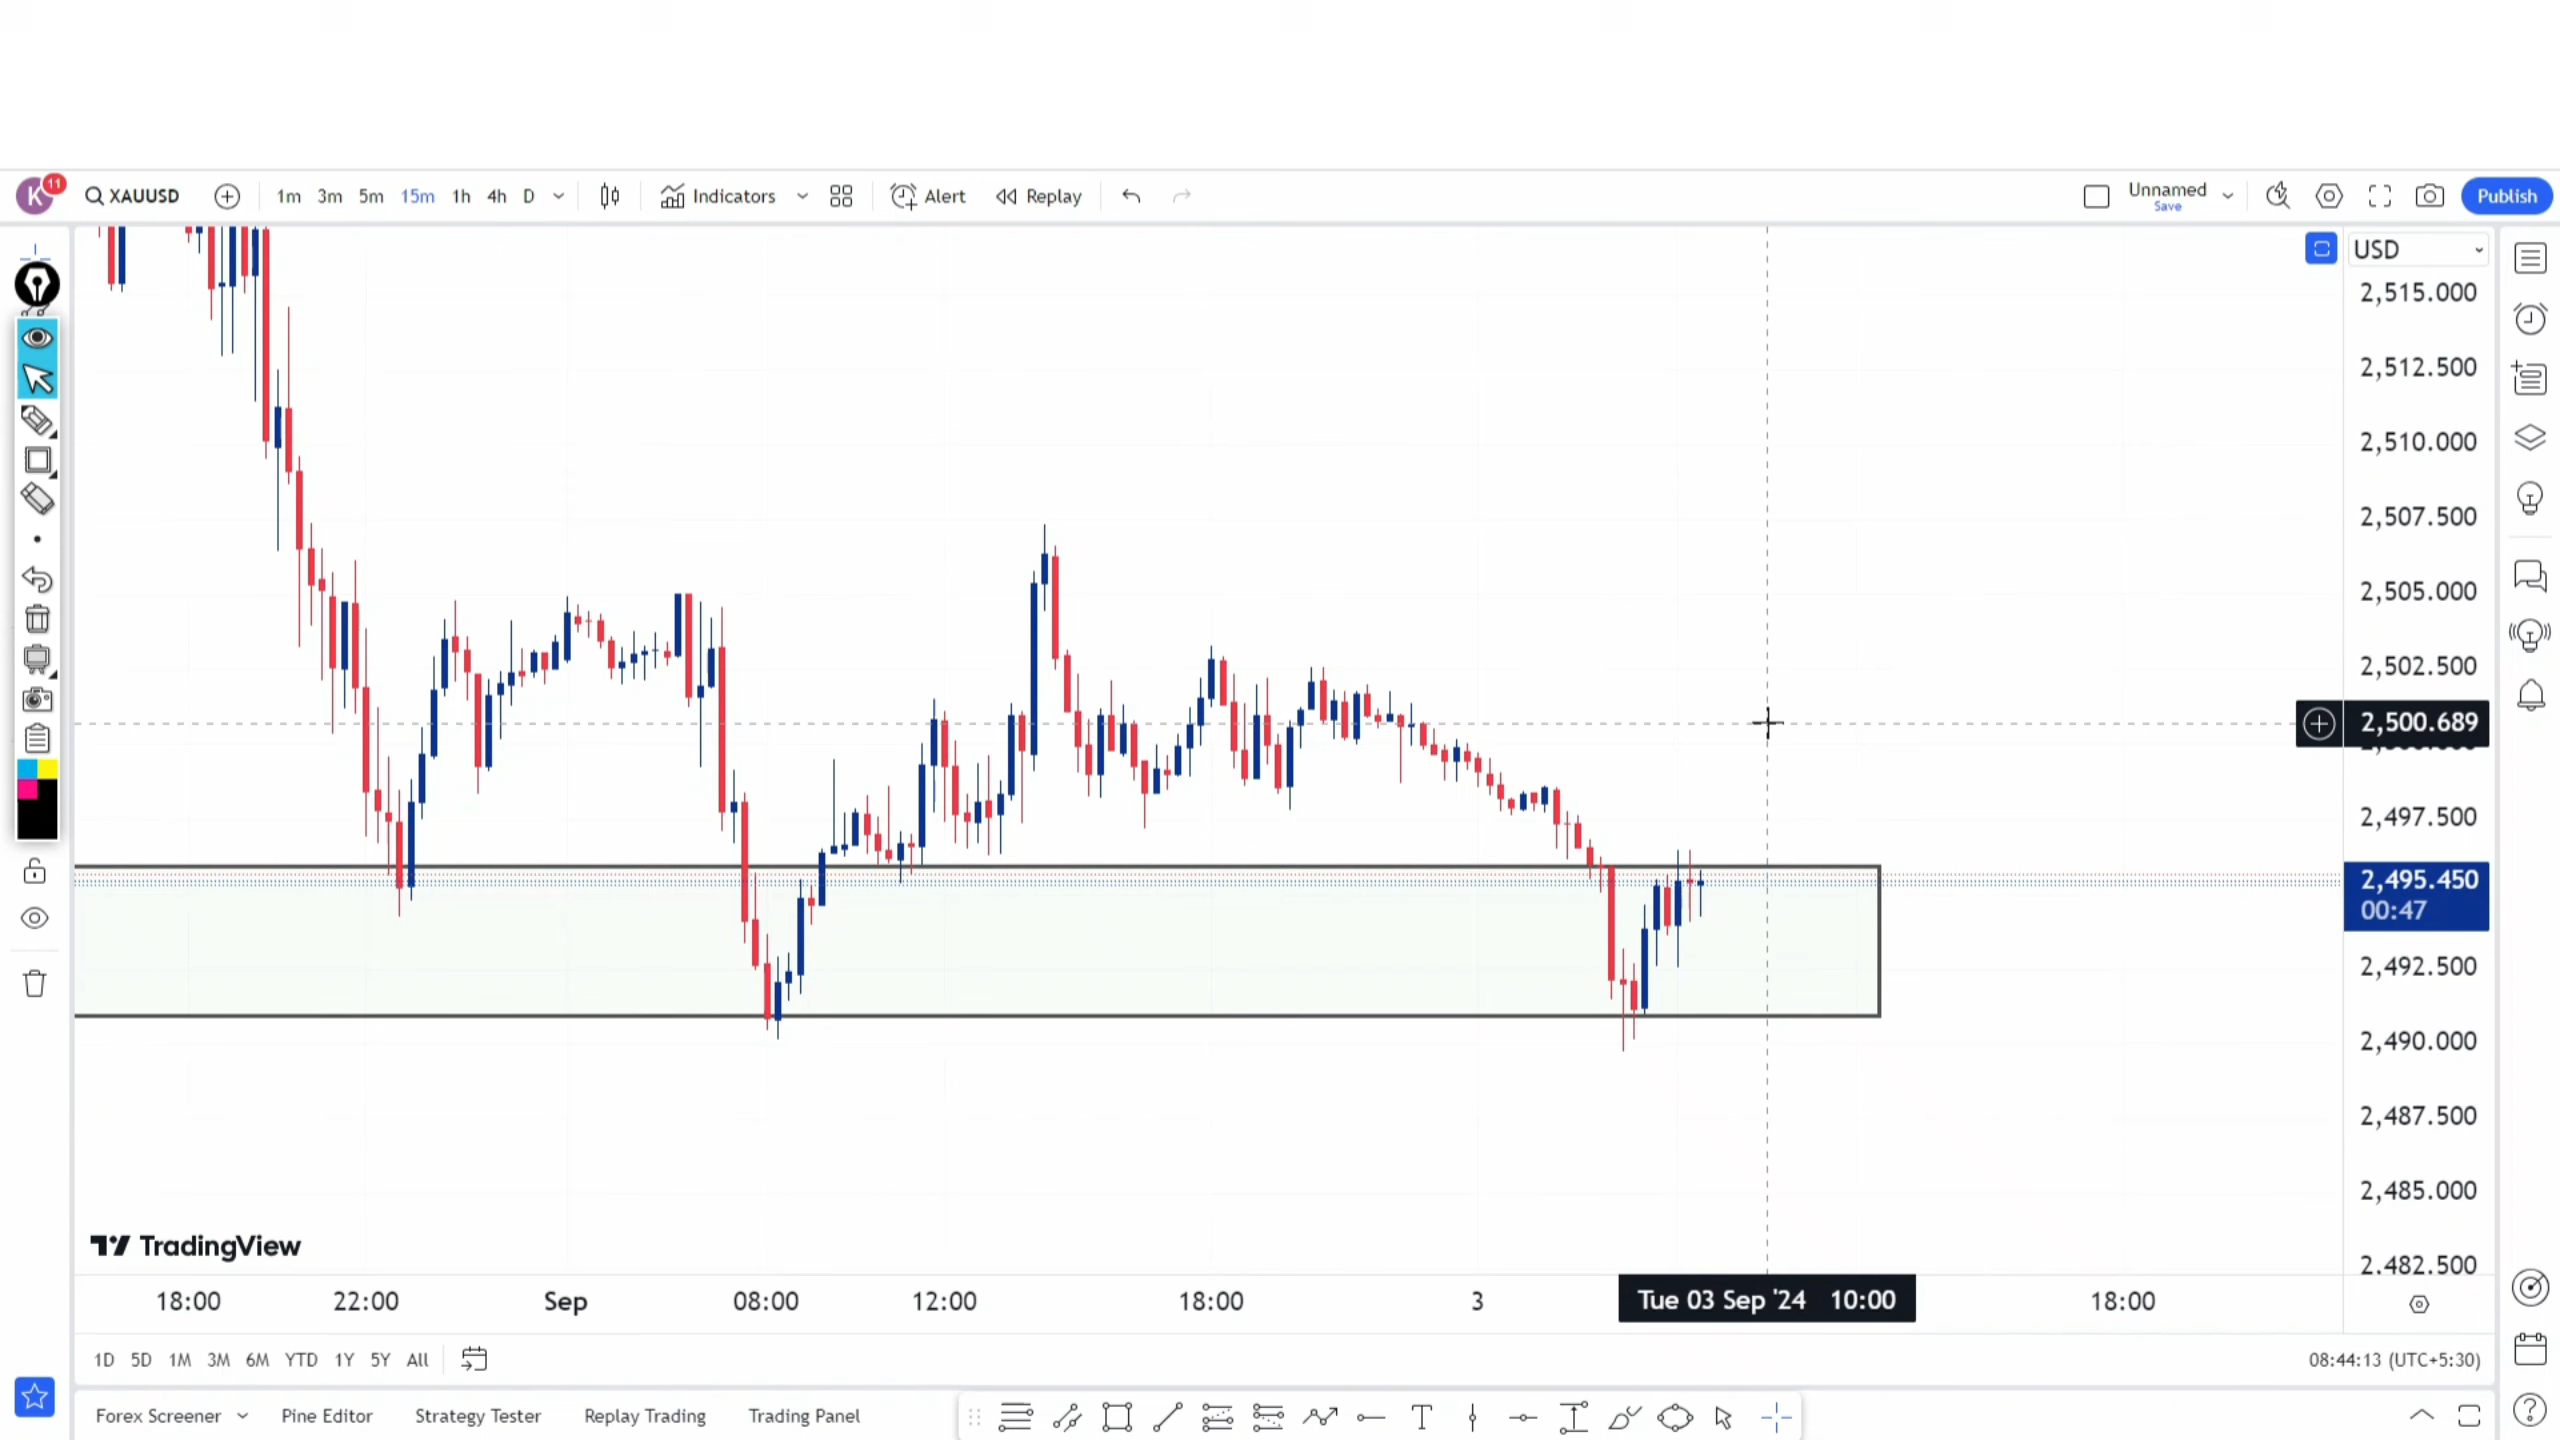 K 11 XAUUSD 1m 3m 5m 15m 1h 4h D Indicators Alert Replay Unnamed Save Publish
USD
2,515.000
2,512.500
2,510.000
2,507.500
2,505.000
2,502.500
2,500.689
2,497.500
2,495.450
00:47
2,492.500
2,490.000
2,487.500
2,485.000
2,482.500
TradingView
18:00 22:00 Sep 08:00 12:00 18:00 3 Tue 03 Sep '24 10:00 18:00
1D 5D 1M 3M 6M YTD 1Y 5Y All 08:44:13 (UTC+5:30)
Forex Screener Pine Editor Strategy Tester Replay Trading Trading Panel